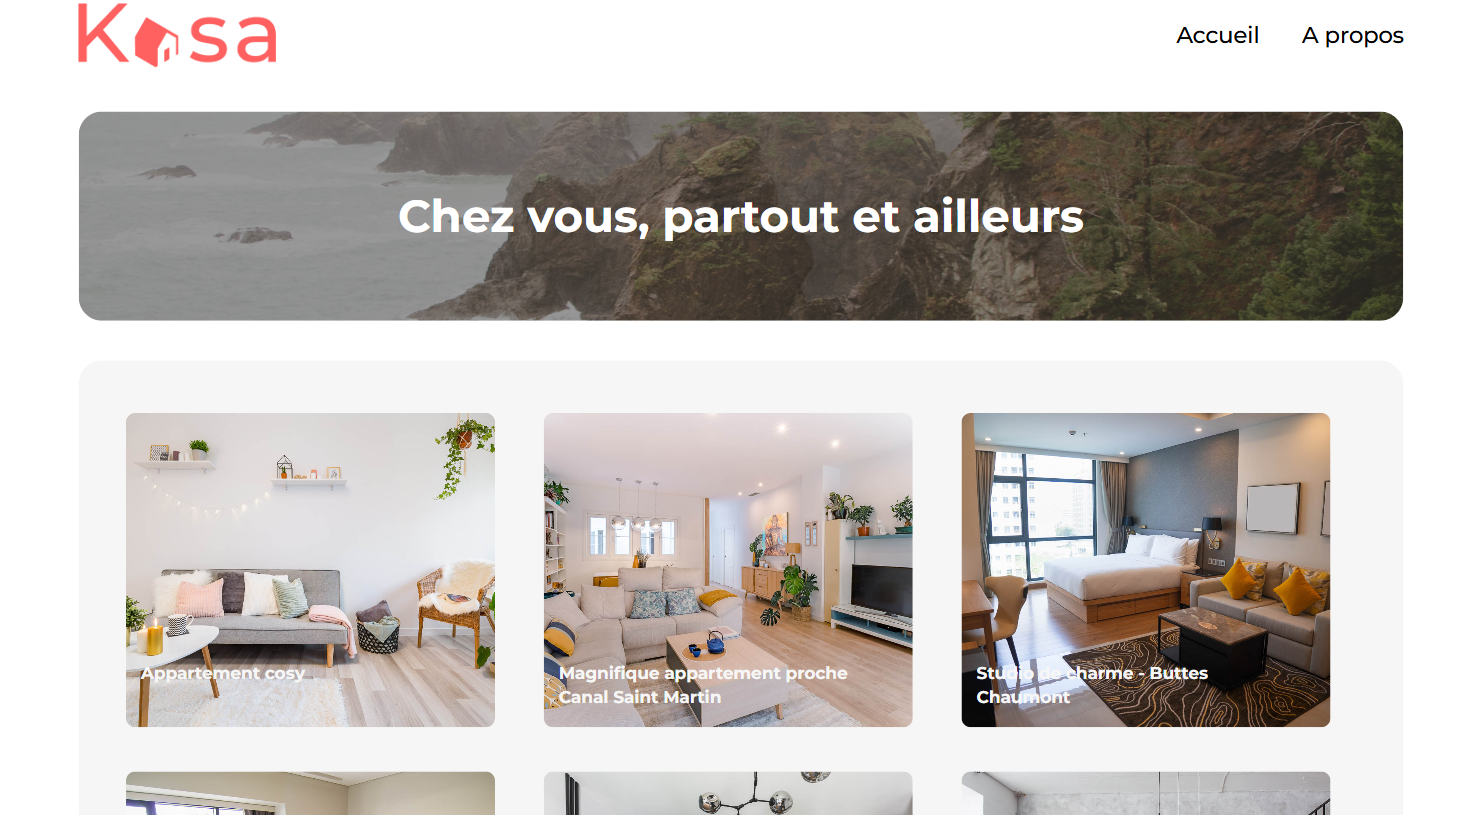 Kasa
Accueil
A propos
Chez vous, partout et ailleurs
Appartement cosy
Magnifique appartement proche
Canal Saint Martin
Studio de charme - Buttes
Chaumont